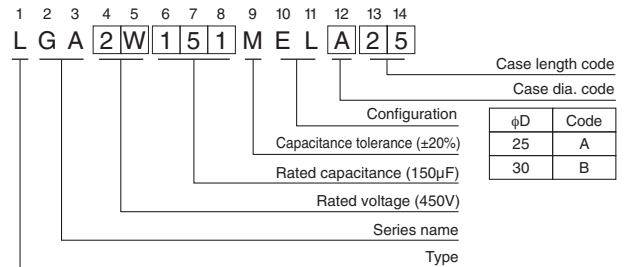 1 2 3 4 5 6 7 8 9 10 11 12 13 14
L G A 2 W 1 5 1 M E L A 2 5
Case length code
Case dia. code
Configuration
Capacitance tolerance (±20%)
Rated capacitance (150µF)
Rated voltage (450V)
Series name
Type
ϕD Code
25 A
30 B